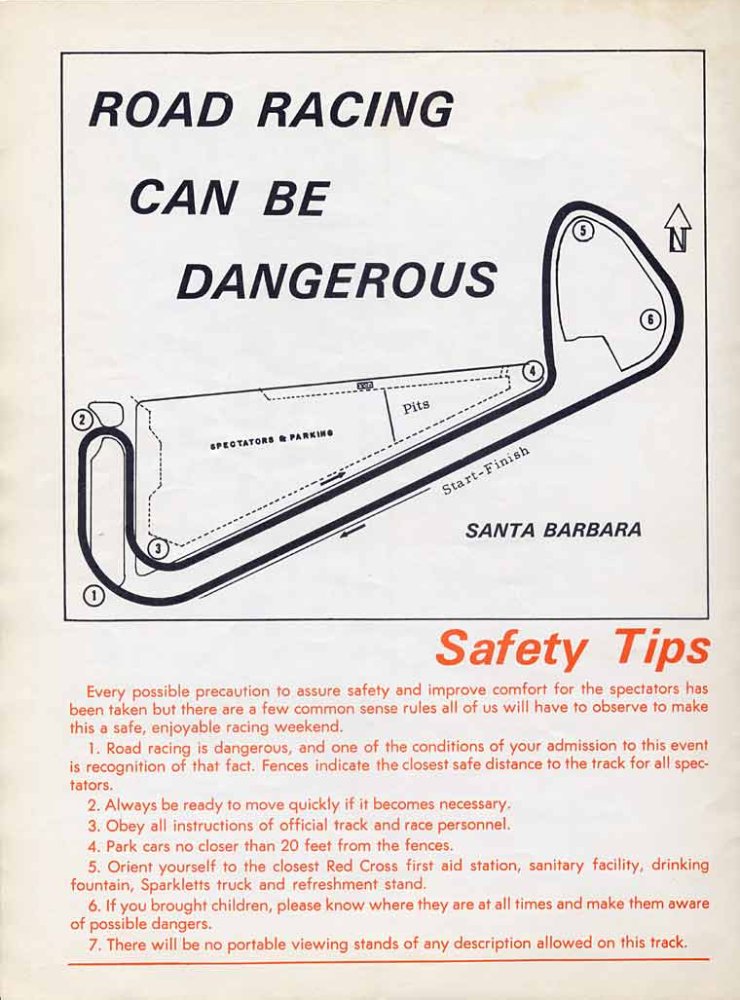 ROAD RACING
CAN BE
DANGEROUS
N
5
6
4
Pits
2
SPECTATORS & PARKING
Start-Finish
SANTA BARBARA
3
1
Safety Tips
Every possible precaution to assure safety and improve comfort for the spectators has
been taken but there are a few common sense rules all of us will have to observe to make
this a safe, enjoyable racing weekend.
1. Road racing is dangerous, and one of the conditions of your admission to this event
is recognition of that fact. Fences indicate the closest safe distance to the track for all spec-
tators.
2. Always be ready to move quickly if it becomes necessary.
3. Obey all instructions of official track and race personnel.
4. Park cars no closer than 20 feet from the fences.
5. Orient yourself to the closest Red Cross first aid station, sanitary facility, drinking
fountain, Sparkletts truck and refreshment stand.
6. If you brought children, please know where they are at all times and make them aware
of possible dangers.
7. There will be no portable viewing stands of any description allowed on this track.